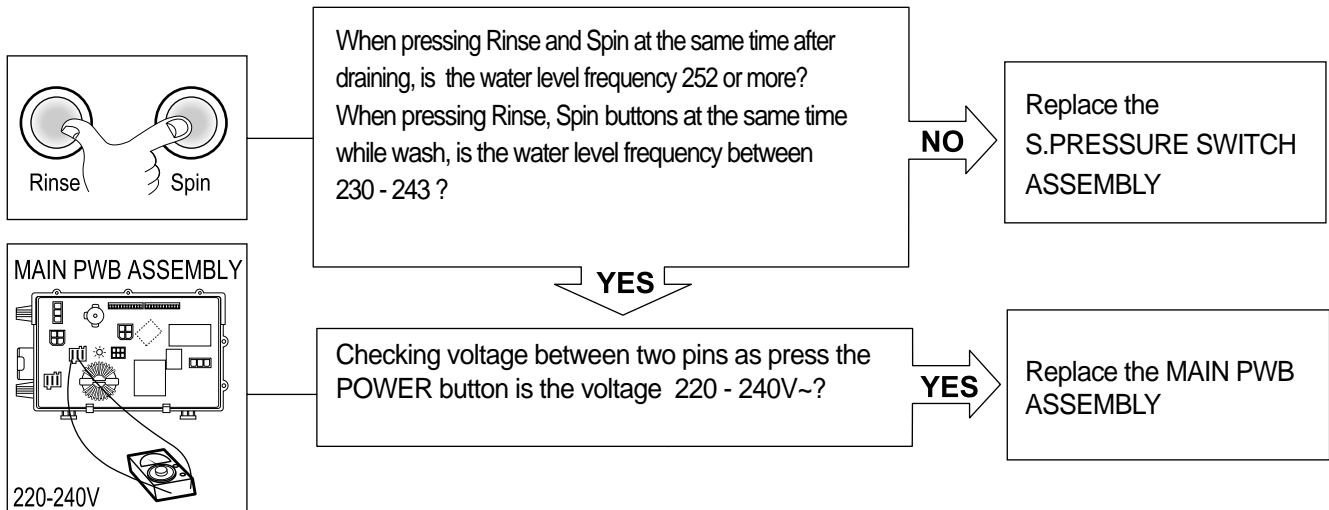 Rinse
Spin
When pressing Rinse and Spin at the same time after
draining, is the water level frequency 252 or more?
When pressing Rinse, Spin buttons at the same time
while wash, is the water level frequency between
230 - 243 ?
NO
Replace the
S.PRESSURE SWITCH
ASSEMBLY
YES
MAIN PWB ASSEMBLY
220-240V
Checking voltage between two pins as press the
POWER button is the voltage 220 - 240V~?
YES
Replace the MAIN PWB
ASSEMBLY